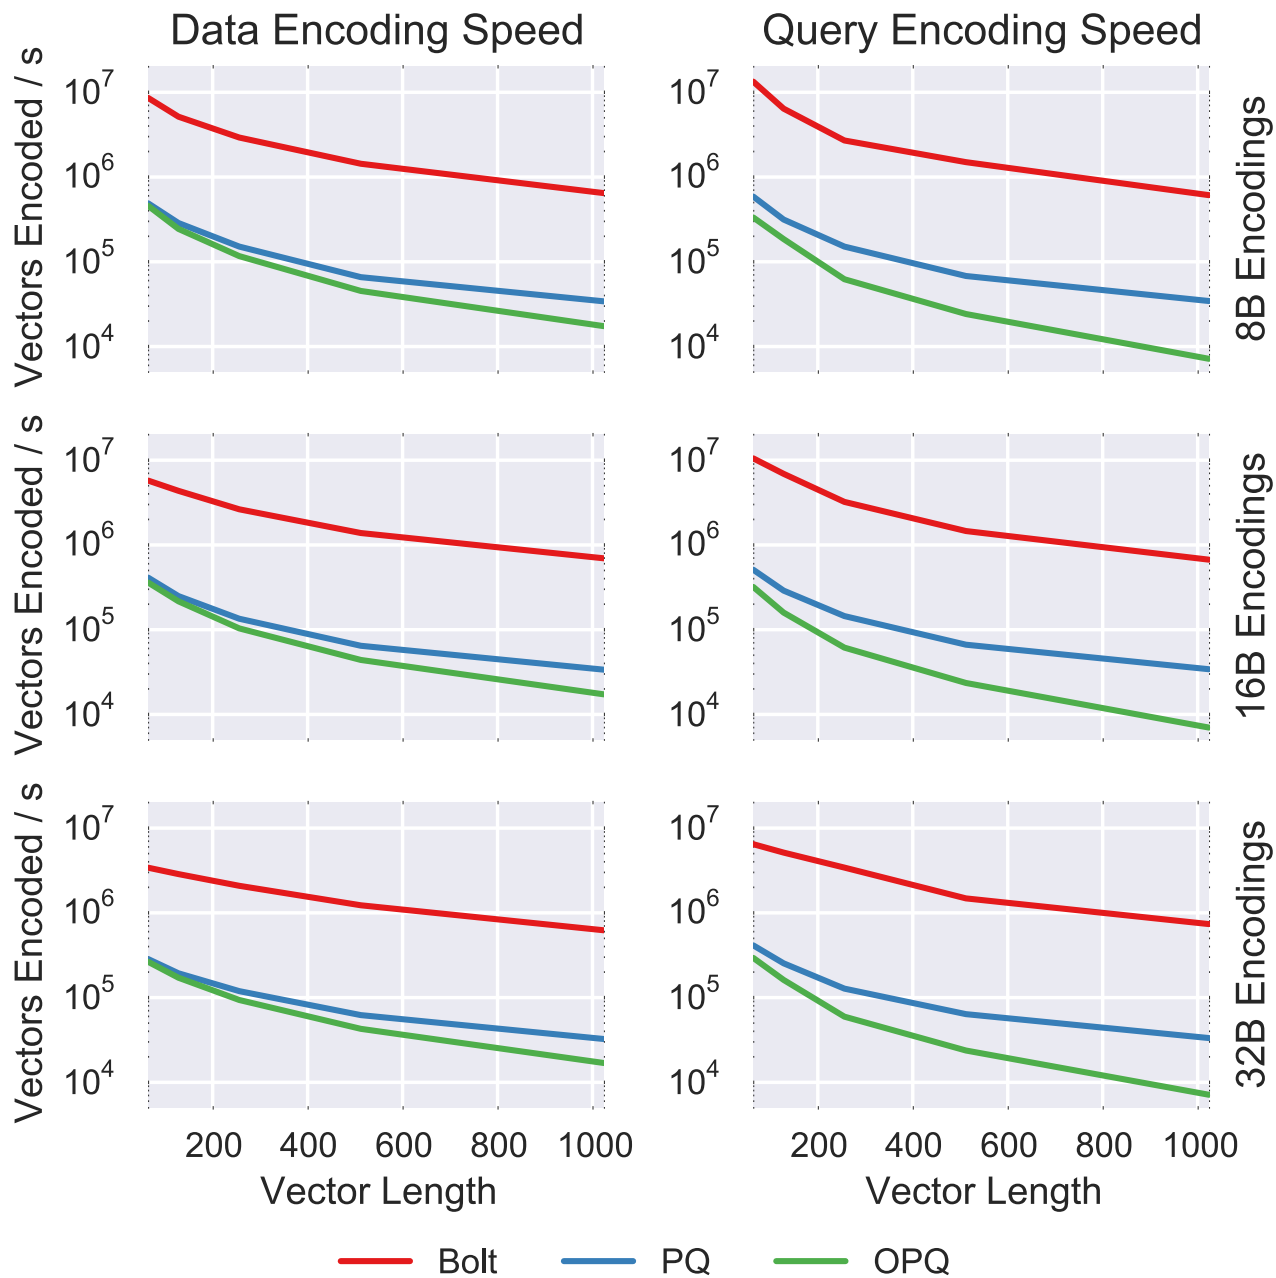 Data Encoding Speed
Query Encoding Speed
Vectors Encoded / s
10^7
10^6
10^5
10^4
10^7
10^6
10^5
10^4
8B Encodings
Vectors Encoded / s
10^7
10^6
10^5
10^4
10^7
10^6
10^5
10^4
16B Encodings
Vectors Encoded / s
10^7
10^6
10^5
10^4
10^7
10^6
10^5
10^4
32B Encodings
200 400 600 800 1000
200 400 600 800 1000
Vector Length
Vector Length
Bolt PQ OPQ